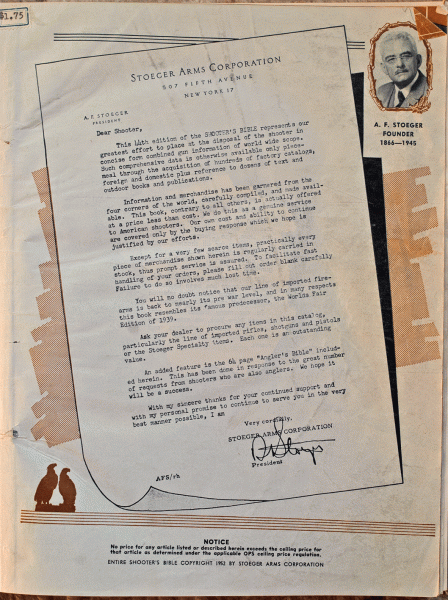 $1.75
STOEGER ARMS CORPORATION
507 FIFTH AVENUE
NEW YORK 17
A. F. STOEGER
PRESIDENT
A. F. STOEGER
FOUNDER
1866—1945
Dear Shooter,
This 44th edition of the SHOOTER'S BIBLE represents our
greatest effort to place at the disposal of the shooter in
concise form combined gun information of world wide scope.
Such comprehensive data is otherwise available only piece-
meal through the acquisition of hundreds of factory catalogs,
foreign and domestic plus reference to dozens of text and
outdoor books and publications.
Information and merchandise has been garnered from the
four corners of the world, carefully compiled, and made avail-
able. This book, contrary to all others, is actually offered
at a price less than cost. We do this as a genuine service
to American shooters. Our own cost and ability to continue
are covered only by the buying response which we hope is
justified by our efforts.
Except for a very few scarce items, practically every
piece of merchandise shown herein is regularly carried in
stock, thus prompt service is assured. To facilitate fast
handling of your orders, please fill out order blank carefully
Failure to do so involves much lost time.
You will no doubt notice that our line of imported fire-
arms is back to nearly its pre war level, and in many respects
this book resembles its famous predecessor, the Worlds Fair
Edition of 1939.
Ask your dealer to procure any items in this catalog,
particularly the line of imported rifles, shotguns and pistols
or the Stoeger Specialty items. Each one is an outstanding
value.
An added feature is the 64 page "Angler's Bible" includ-
ed herein. This has been done in response to the great number
of requests from shooters who are also anglers. We hope it
will be a success.
With my sincere thanks for your continued support and
with my personal promise to continue to serve you in the very
best manner possible, I am
Very cordially,
STOEGER ARMS CORPORATION
President
AFS/rh
NOTICE
No price for any article listed or described herein exceeds the ceiling price for
that article as determined under the applicable OPS ceiling price regulation.
ENTIRE SHOOTER'S BIBLE COPYRIGHT 1953 BY STOEGER ARMS CORPORATION